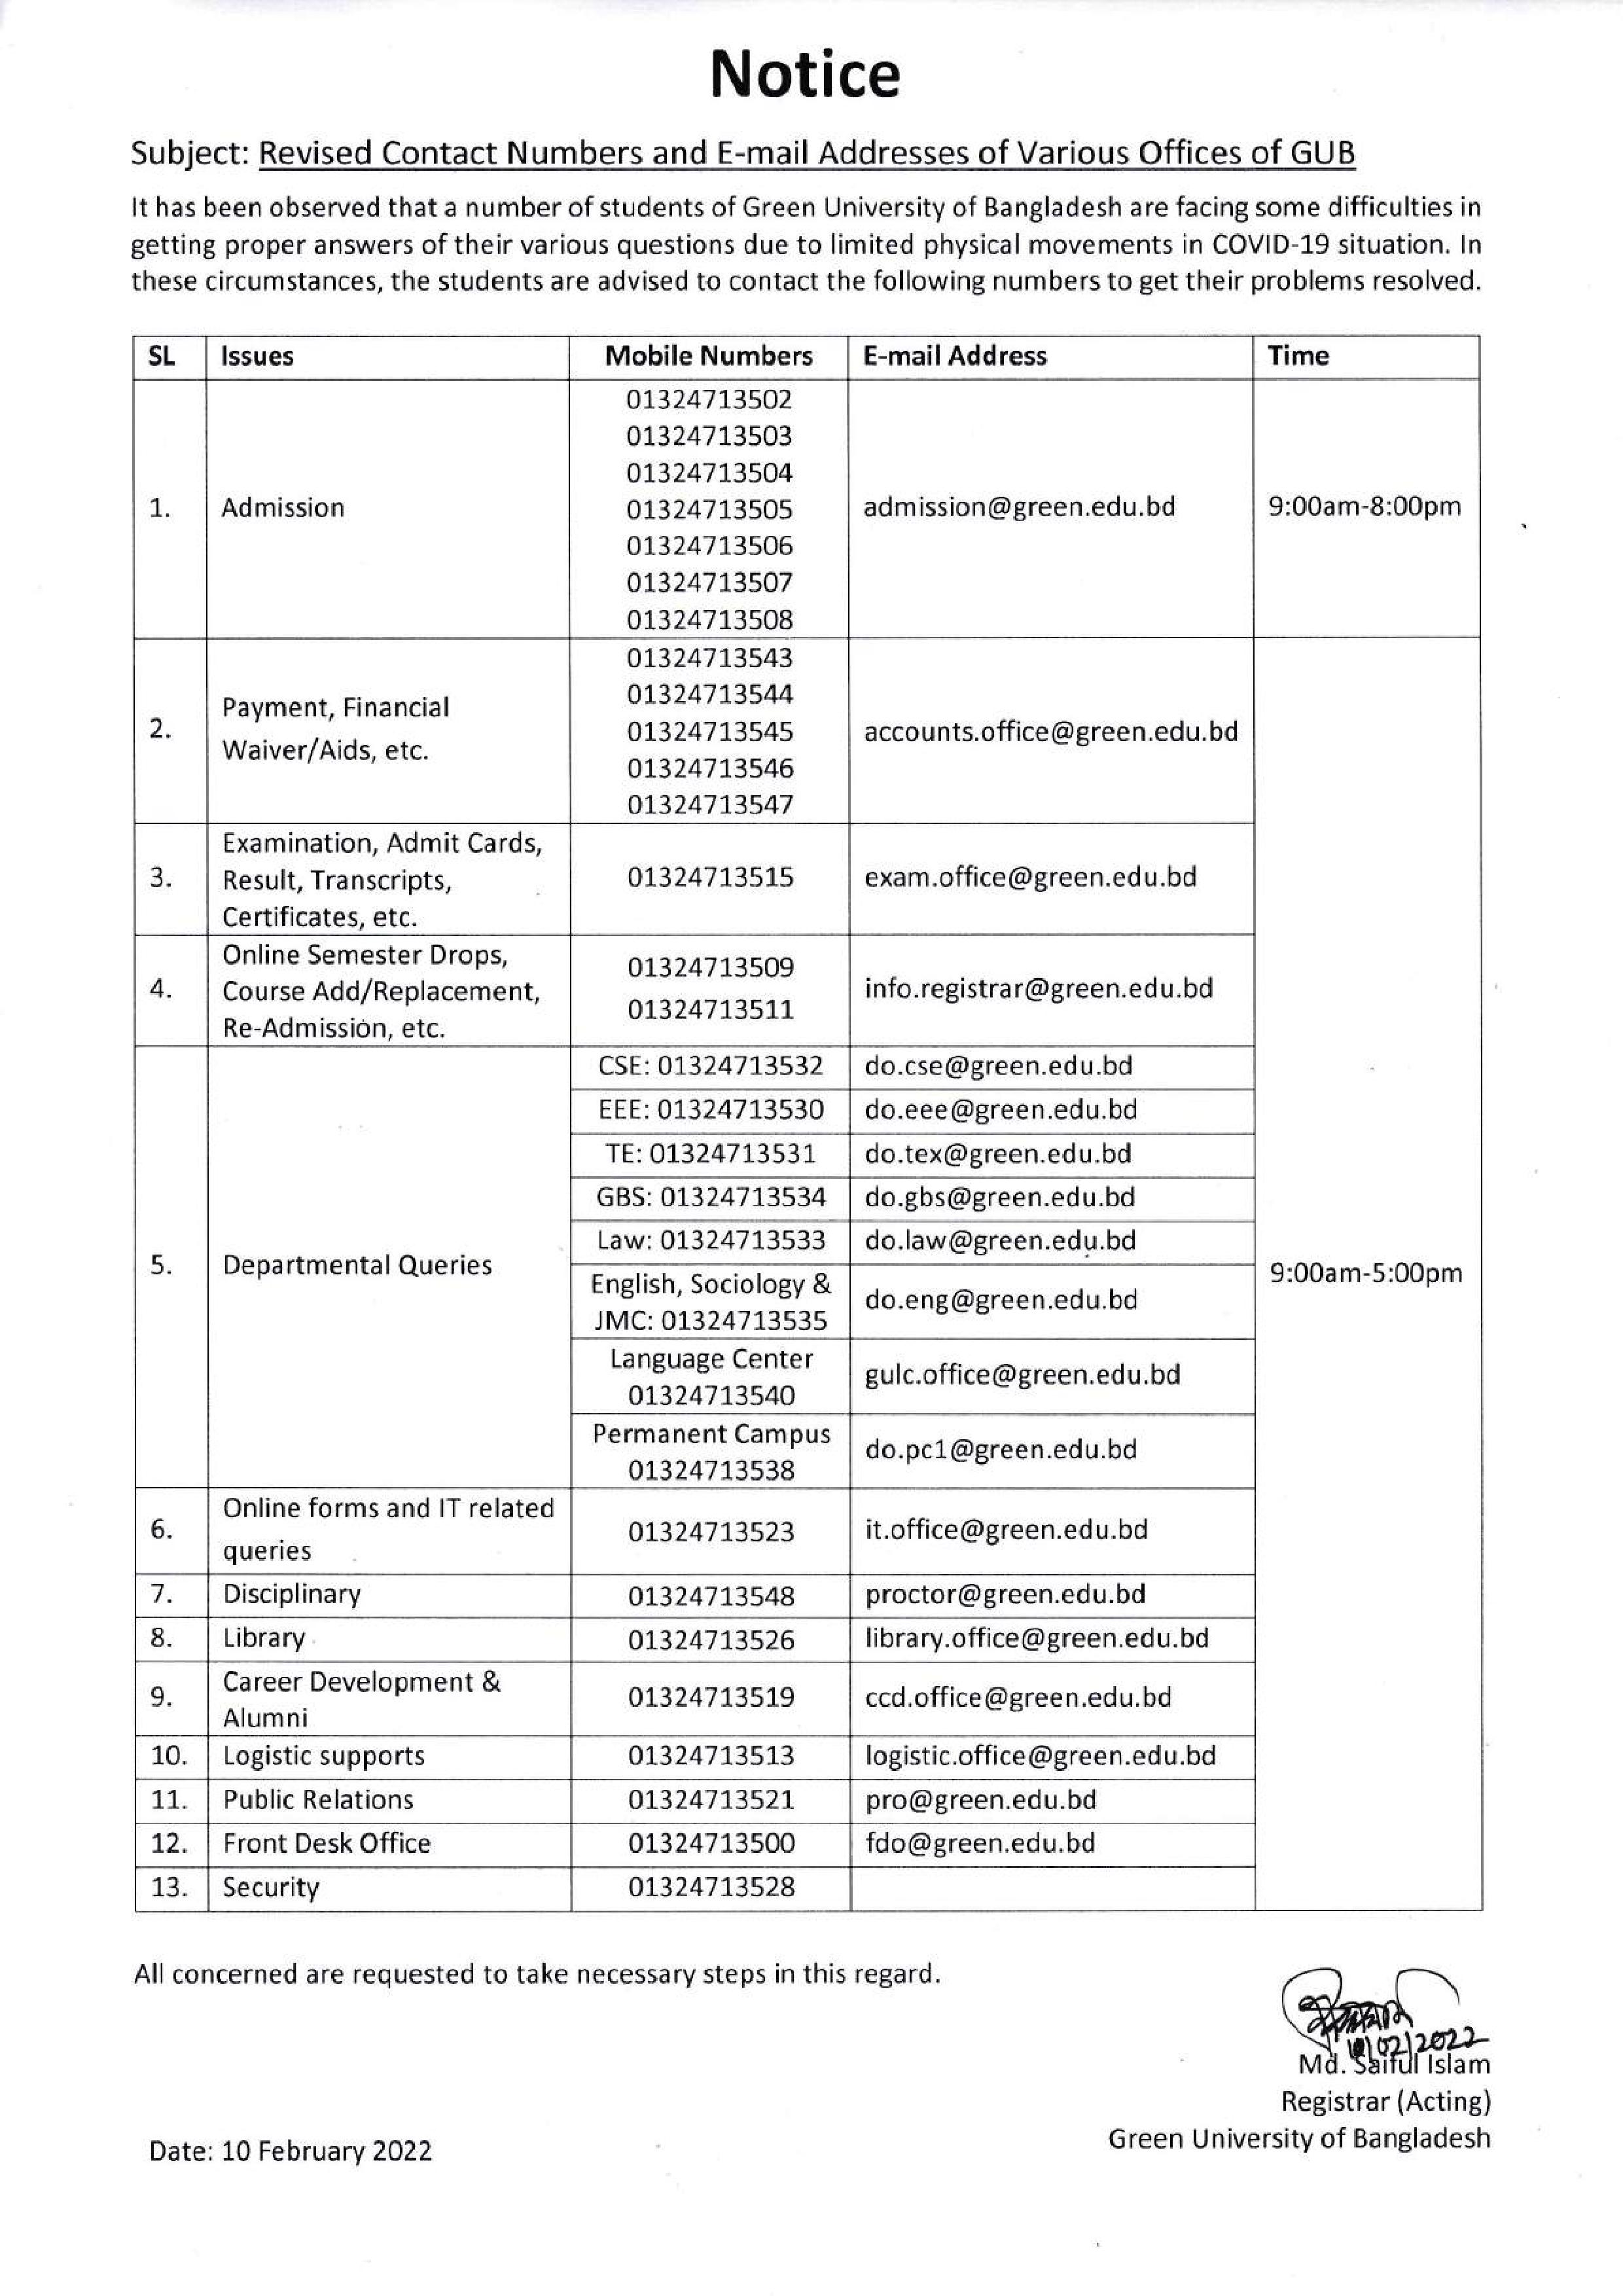 Notice
Subject: Revised Contact Numbers and E-mail Addresses of Various Offices of GUB
It has been observed that a number of students of Green University of Bangladesh are facing some difficulties in
getting proper answers of their various questions due to limited physical movements in COVID-19 situation. In
these circumstances, the students are advised to contact the following numbers to get their problems resolved.
SL Issues Mobile Numbers E-mail Address Time
01324713502
01324713503
01324713504
1. Admission 01324713505 admission@green.edu.bd 9:00am-8:00pm
01324713506
01324713507
01324713508
01324713543
01324713544
2. Payment, Financial
Waiver/Aids, etc.
01324713545 accounts.office@green.edu.bd
01324713546
01324713547
3. Examination, Admit Cards,
Result, Transcripts,
Certificates, etc.
01324713515 exam.office@green.edu.bd
4. Online Semester Drops,
Course Add/Replacement,
Re-Admission, etc.
01324713509
01324713511
info.registrar@green.edu.bd
5. Departmental Queries
CSE: 01324713532 do.cse@green.edu.bd
EEE: 01324713530 do.eee@green.edu.bd
TE: 01324713531 do.tex@green.edu.bd
GBS: 01324713534 do.gbs@green.edu.bd
Law: 01324713533 do.law@green.edu.bd
English, Sociology &
JMC: 01324713535
do.eng@green.edu.bd
9:00am-5:00pm
Language Center
01324713540
gulc.office@green.edu.bd
Permanent Campus
01324713538
do.pc1@green.edu.bd
6. Online forms and IT related
queries
01324713523 it.office@green.edu.bd
7. Disciplinary 01324713548 proctor@green.edu.bd
8. Library 01324713526 library.office@green.edu.bd
9. Career Development &
Alumni
01324713519 ccd.office@green.edu.bd
10. Logistic supports 01324713513 logistic.office@green.edu.bd
11. Public Relations 01324713521 pro@green.edu.bd
12. Front Desk Office 01324713500 fdo@green.edu.bd
13. Security 01324713528
All concerned are requested to take necessary steps in this regard.
10/02/2022
Md. Saiful Islam
Registrar (Acting)
Green University of Bangladesh
Date: 10 February 2022